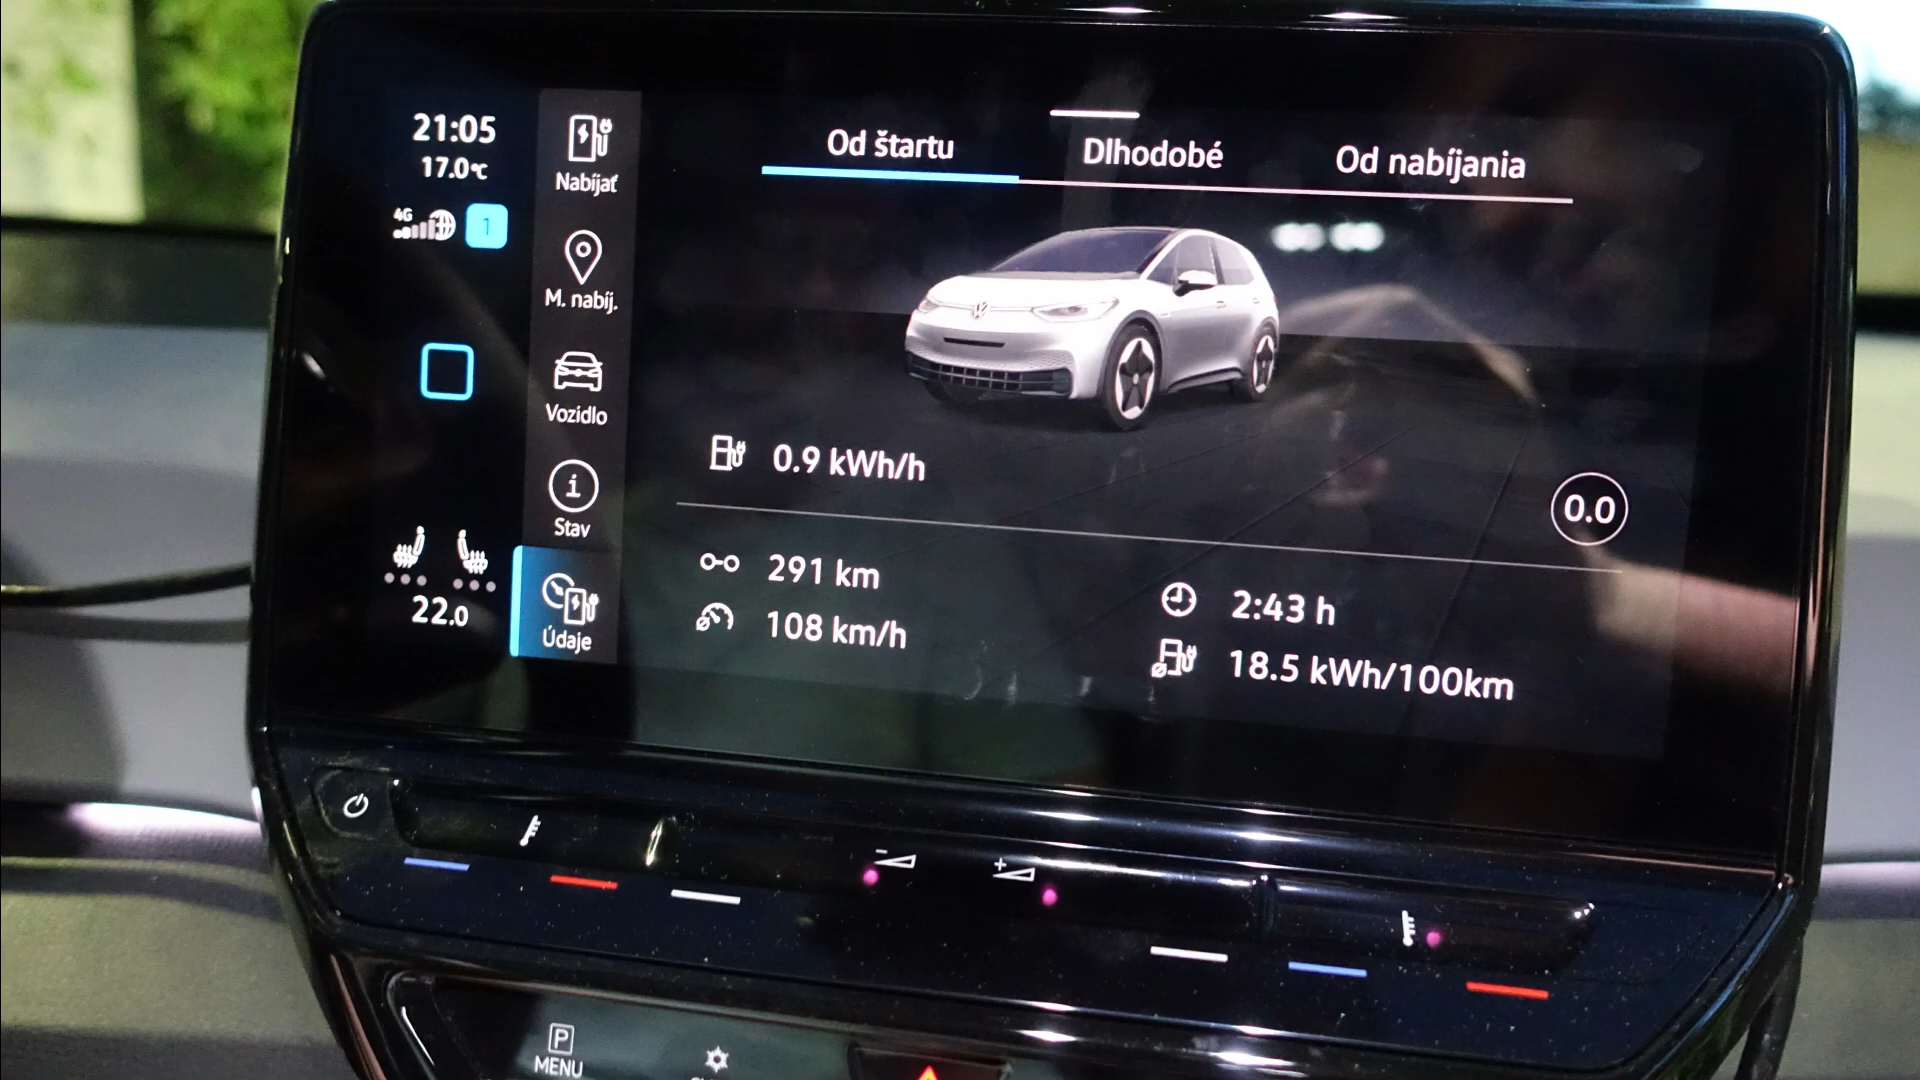 21:05
17.0°C
4G
1
Nabíjať
M. nabíj.
Vozidlo
Stav
Údaje
22.0
Od štartu
Dlhodobé
Od nabíjania
0.9 kWh/h
0.0
291 km
2:43 h
108 km/h
18.5 kWh/100km
P
MENU